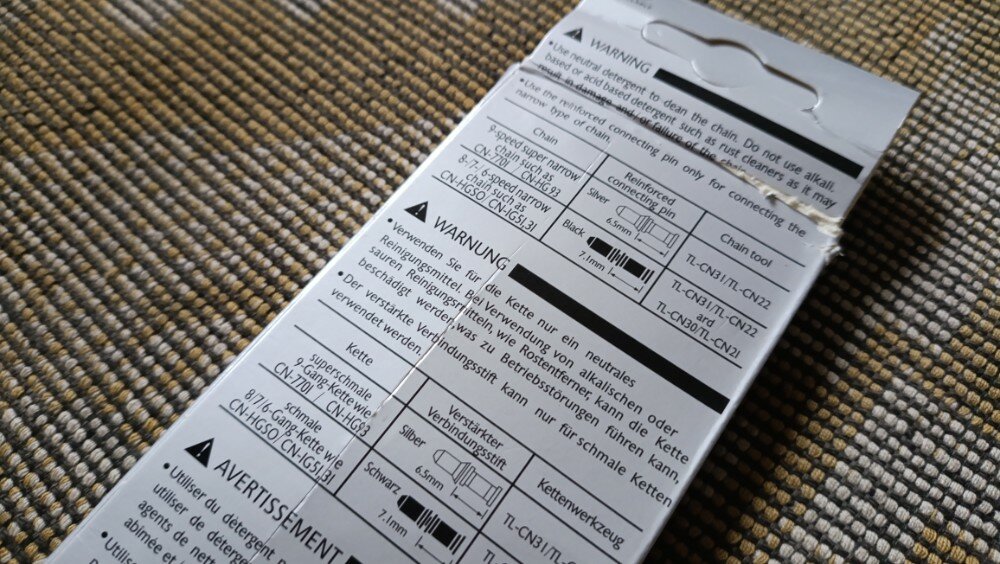 WARNING
•Use neutral detergent to clean the chain. Do not use alkali.
based or acid based detergent such as rust cleaners as it may
result in damage and/or failure of the chain.
•Use the reinforced connecting pin only for connecting the
narrow type of chain.
Chain
Reinforced
connecting pin
Chain tool
9-speed super narrow
chain such as
CN-7701 / CN-HG93
Silver
6.5mm
TL-CN31/TL-CN22
8-/7-/6-speed narrow
chain such as
CN-HG50/CN-IG51,31
Black
7.1mm
TL-CN31/TL-CN22
ard
TL-CN30/TL-CN21
WARNUNG
•Verwenden Sie für die Kette nur ein neutrales
Reinigungsmittel. Bei Verwendung von alkalischen oder
sauren Reinigungsmitteln, wie Rostentferner, kann die Kette
beschädigt werden, was zu Betriebsstörungen führen kann,
•Der verstärkte Verbindungsstift kann nur für schmale Ketten
verwendet werden.
Kette
Verstärkter
Verbindungsstift
Kettenwerkzeug
superschmale
9-Gang-Kette wie
CN-7701 / CN-HG93
Silber
6.5mm
TL-CN31/TL-CN
schmale
8/7/6-Gang-Kette wie
CN-HG50/CN-IG51,31
Schwarz
7.1mm
AVERTISSEMENT
•Utiliser du détergent
utiliser de déterge
agents de nett
abîmée et
•Utilis